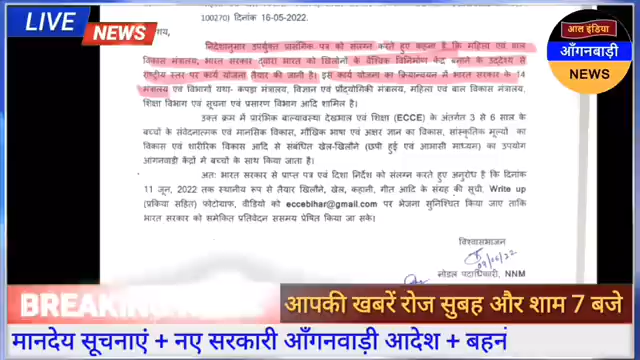 LIVE NEWS
100270) दिनांक 16-05-2022.
शय,
निदेशानुसार उपर्युक्त प्रासंगिक पत्र को संलग्न करते हुए कहना है कि महिला एवं बाल
विकास मंत्रालय, भारत सरकार द्वारा भारत को खिलौनों के वैश्विक विनिर्माण केंद्र बनाने के उद्देश्य से
राष्ट्रीय स्तर पर कार्य योजना तैयार की जानी है। इस कार्य योजना का क्रियान्वयन में भारत सरकार के 14
मंत्रालय एवं विभागों यथा- कपड़ा मंत्रालय, विज्ञान एवं प्रौद्योगिकी मंत्रालय, महिला एवं बाल विकास मंत्रालय,
शिक्षा विभाग एवं सूचना एवं प्रसारण विभाग आदि शामिल है।
उक्त क्रम में प्रारंभिक बाल्यावस्था देखभाल एवं शिक्षा (ECCE) के अंतर्गत 3 से 6 साल के
बच्चों के संवेदनात्मक एवं मानसिक विकास, मौखिक भाषा एवं अक्षर ज्ञान का विकास, सांस्कृतिक मूल्यों का
विकास एवं शारीरिक विकास आदि से संबंधित खेल-खिलौने (छपी हुई एवं आभासी माध्यम) का उपयोग
आंगनवाड़ी केंद्रों में बच्चों के साथ किया जाता है।
अतः भारत सरकार से प्राप्त पत्र एवं दिशा निर्देश को संलग्न करते हुए अनुरोध है कि दिनांक
11 जून, 2022 तक स्थानीय रूप से तैयार खिलौने, खेल, कहानी, गीत आदि के संग्रह की सूची, Write up
(प्रकिया सहित) फोटोग्राफ, वीडियो को eccebihar@gmail.com पर भेजना सुनिश्चित किया जाए ताकि
भारत सरकार को समेकित प्रतिवेदन ससमय प्रेषित किया जा सके।
विश्वासभाजन
नोडल पदाधिकारी, NNM
आल इंडिया
आँगनबाड़ी
NEWS
BREAKING NEWS
आपकी खबरें रोज सुबह और शाम 7 बजे
मानदेय सूचनाएं + नए सरकारी आँगनवाड़ी आदेश + बहनं